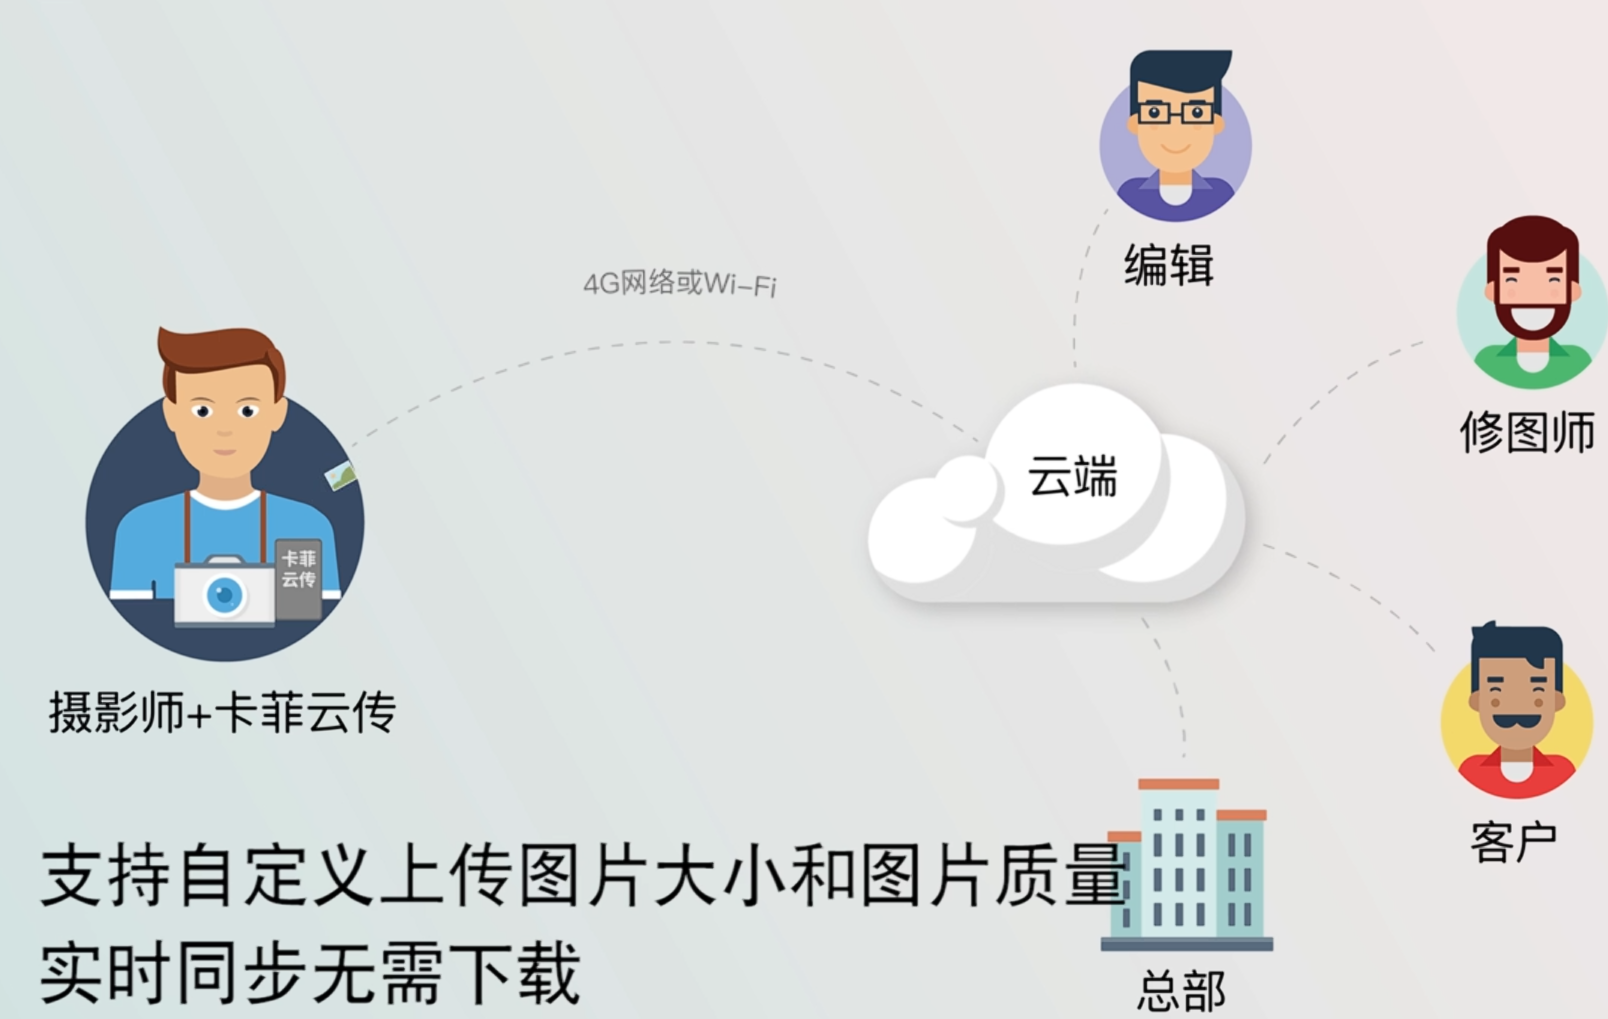 编辑
4G网络或Wi-Fi
修图师
云端
卡菲
云传
摄影师+卡菲云传
客户
支持自定义上传图片大小和图片质量
实时同步无需下载
总部